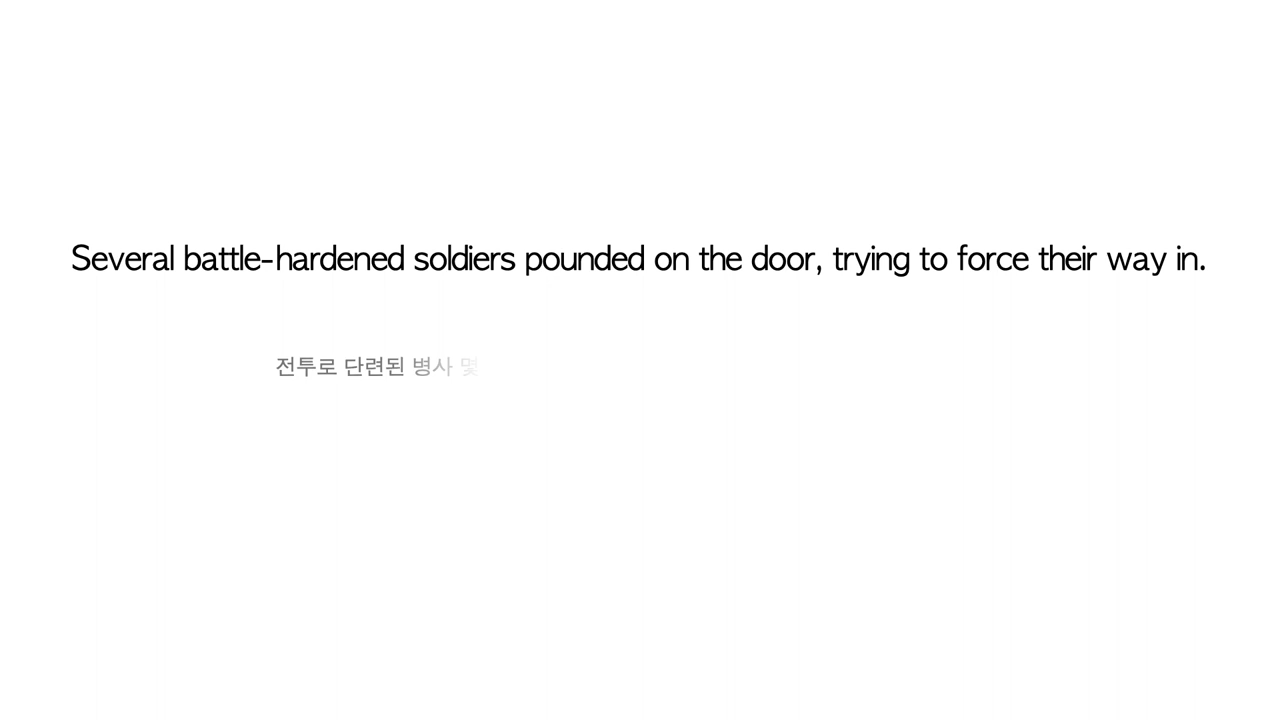 Several battle-hardened soldiers pounded on the door, trying to force their way in.
전투로 단련된 병사 몇